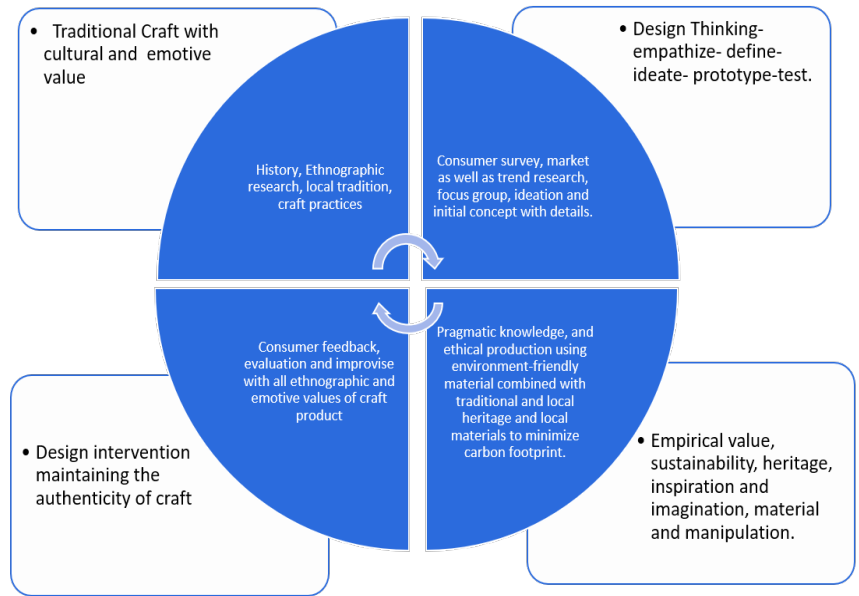 • Traditional Craft with
cultural and emotive
value
• Design Thinking-
empathize- define-
ideate- prototype-test.
History, Ethnographic
research, local tradition,
craft practices
Consumer survey, market
as well as trend research,
focus group, ideation and
initial concept with details.
Consumer feedback,
evaluation and improvise
with all ethnographic and
emotive values of craft
product
Pragmatic knowledge, and
ethical production using
environment-friendly
material combined with
traditional and local
heritage and local
materials to minimize
carbon footprint.
• Design intervention
maintaining the
authenticity of craft
• Empirical value,
sustainability, heritage,
inspiration and
imagination, material
and manipulation.